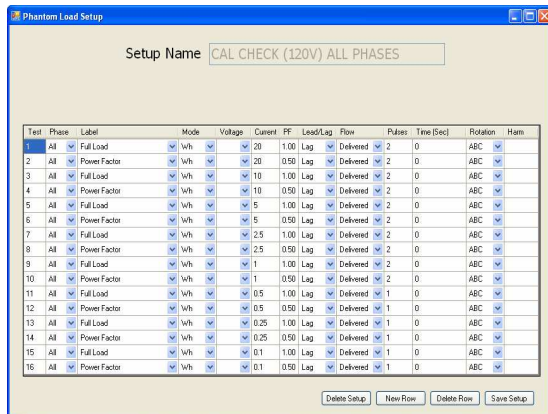 Phantom Load Setup
Setup Name CAL CHECK (120V) ALL PHASES
Test Phase Label Mode Voltage Current PF Lead/Lag Flow Pulses Time (Sec) Rotation Harm
1 All Full Load Wh 20 1.00 Lag Delivered 2 0 ABC
2 All Power Factor Wh 20 0.50 Lag Delivered 2 0 ABC
3 All Full Load Wh 10 1.00 Lag Delivered 2 0 ABC
4 All Power Factor Wh 10 0.50 Lag Delivered 2 0 ABC
5 All Full Load Wh 5 1.00 Lag Delivered 2 0 ABC
6 All Power Factor Wh 5 0.50 Lag Delivered 2 0 ABC
7 All Full Load Wh 2.5 1.00 Lag Delivered 2 0 ABC
8 All Power Factor Wh 2.5 0.50 Lag Delivered 2 0 ABC
9 All Full Load Wh 1 1.00 Lag Delivered 2 0 ABC
10 All Power Factor Wh 1 0.50 Lag Delivered 2 0 ABC
11 All Full Load Wh 0.5 1.00 Lag Delivered 1 0 ABC
12 All Power Factor Wh 0.5 0.50 Lag Delivered 1 0 ABC
13 All Full Load Wh 0.25 1.00 Lag Delivered 1 0 ABC
14 All Power Factor Wh 0.25 0.50 Lag Delivered 1 0 ABC
15 All Full Load Wh 0.1 1.00 Lag Delivered 1 0 ABC
16 All Power Factor Wh 0.1 0.50 Lag Delivered 1 0 ABC
Delete Setup New Row Delete Row Save Setup